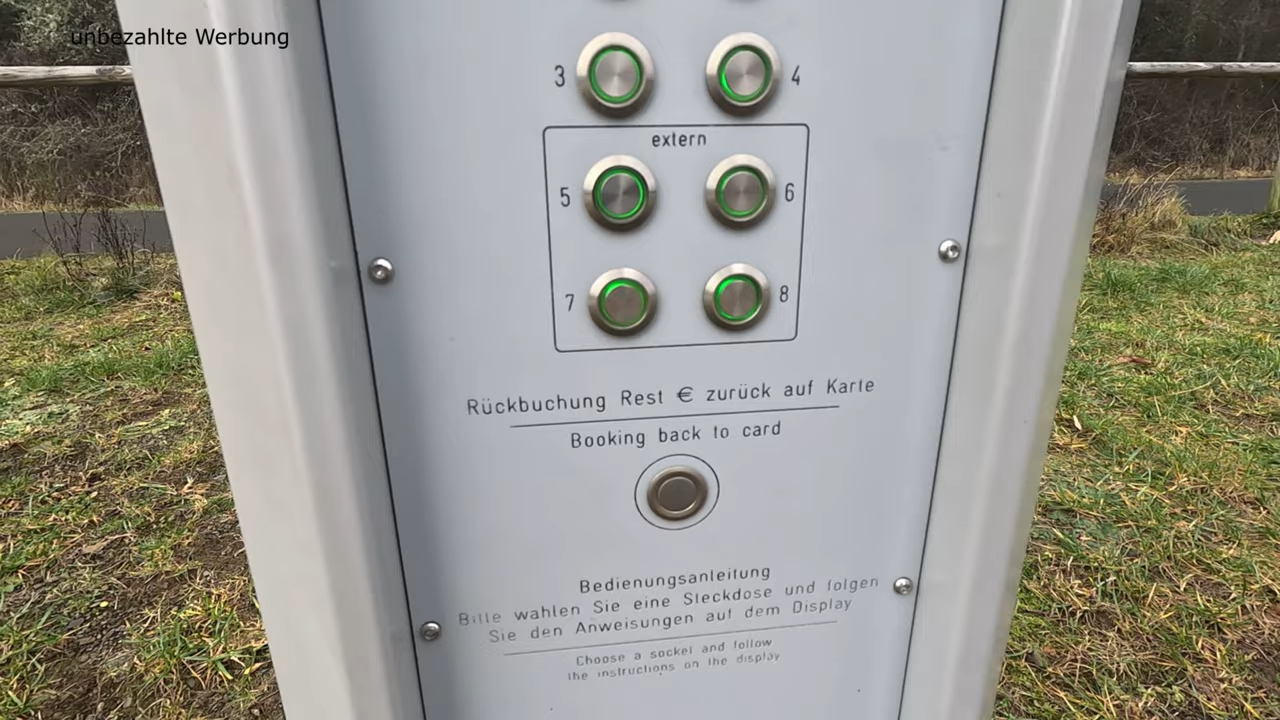 unbezahlte Werbung
3 4
extern
5 6
7 8
Rückbuchung Rest € zurück auf Karte
Booking back to card
Bedienungsanleitung
Bitte wahlen Sie eine Steckdose und folgen
Sie den Anweisungen auf dem Display
Choose a socket and follow
the instructions on the display